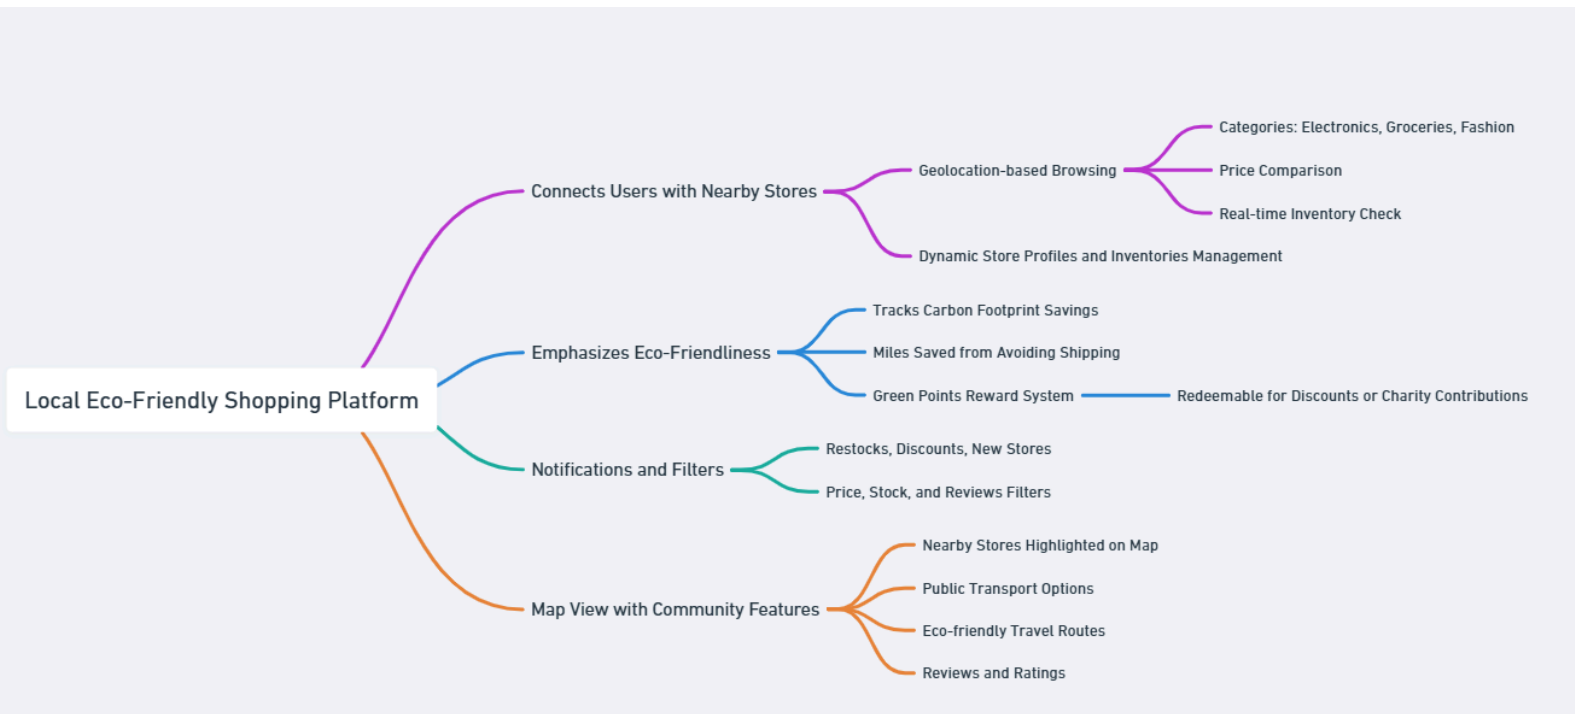 Local Eco-Friendly Shopping Platform
Connects Users with Nearby Stores
Geolocation-based Browsing
Categories: Electronics, Groceries, Fashion
Price Comparison
Real-time Inventory Check
Dynamic Store Profiles and Inventories Management
Emphasizes Eco-Friendliness
Tracks Carbon Footprint Savings
Miles Saved from Avoiding Shipping
Green Points Reward System
Redeemable for Discounts or Charity Contributions
Notifications and Filters
Restocks, Discounts, New Stores
Price, Stock, and Reviews Filters
Map View with Community Features
Nearby Stores Highlighted on Map
Public Transport Options
Eco-friendly Travel Routes
Reviews and Ratings